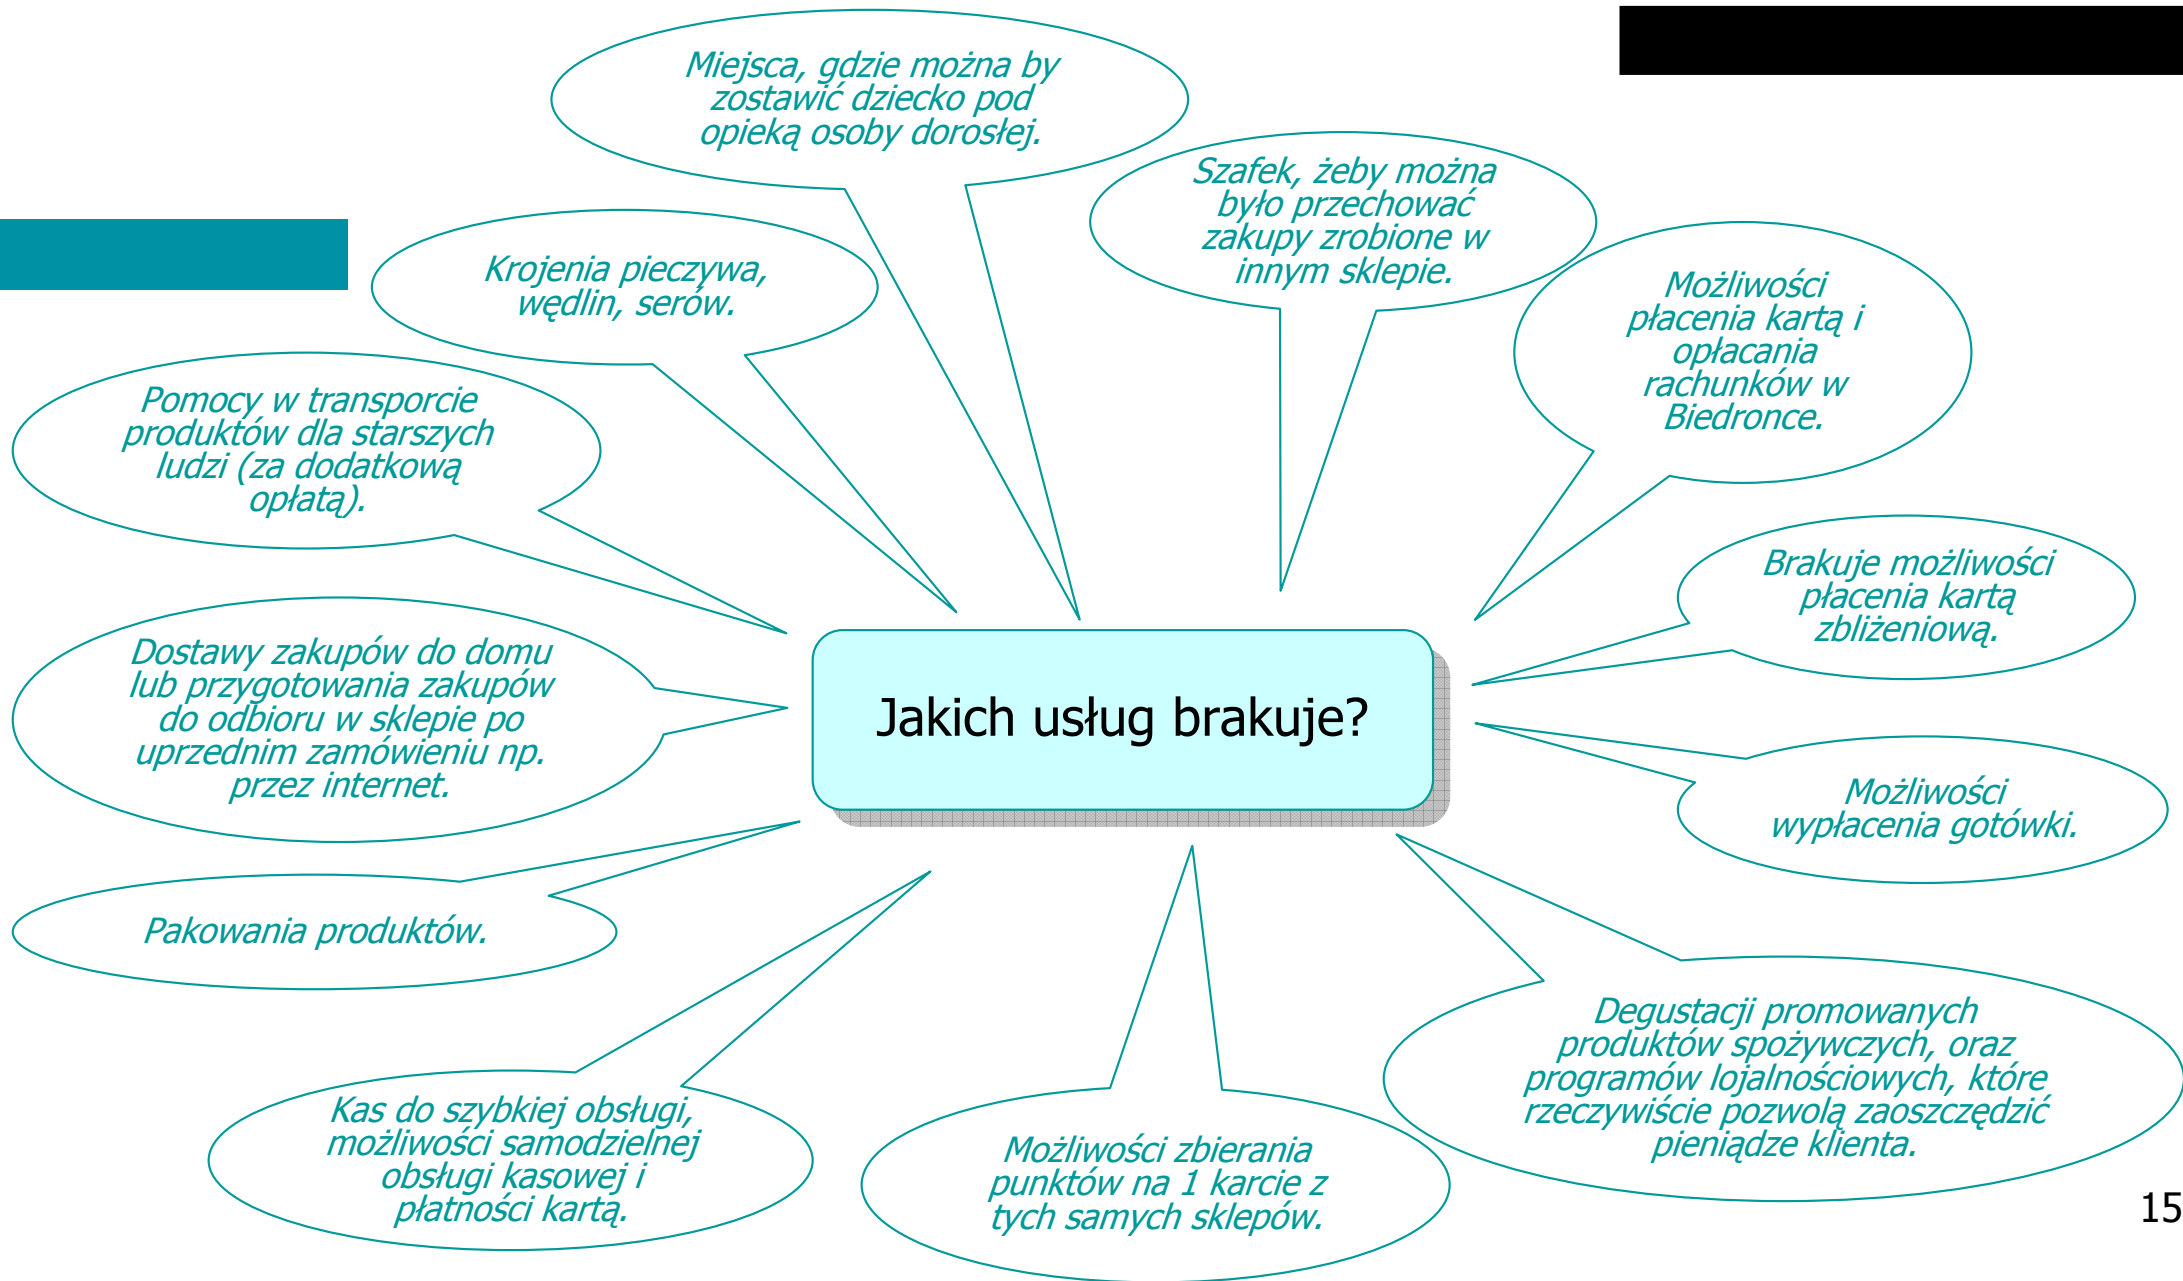 Miejsca, gdzie można by
zostawić dziecko pod
opieką osoby dorosłej.
Szafek, żeby można
było przechować
zakupy zrobione w
innym sklepie.
Krojenia pieczywa,
wędlin, serów.
Możliwości
płacenia kartą i
opłacania
rachunków w
Biedronce.
Pomocy w transporcie
produktów dla starszych
ludzi (za dodatkową
opłatą).
Brakuje możliwości
płacenia kartą
zbliżeniową.
Dostawy zakupów do domu
lub przygotowania zakupów
do odbioru w sklepie po
uprzednim zamówieniu np.
przez internet.
Jakich usług brakuje?
Możliwości
wypłacenia gotówki.
Pakowania produktów.
Degustacji promowanych
produktów spożywczych, oraz
programów lojalnościowych, które
rzeczywiście pozwolą zaoszczędzić
pieniądze klienta.
Kas do szybkiej obsługi,
możliwości samodzielnej
obsługi kasowej i
płatności kartą.
Możliwości zbierania
punktów na 1 karcie z
tych samych sklepów.
15